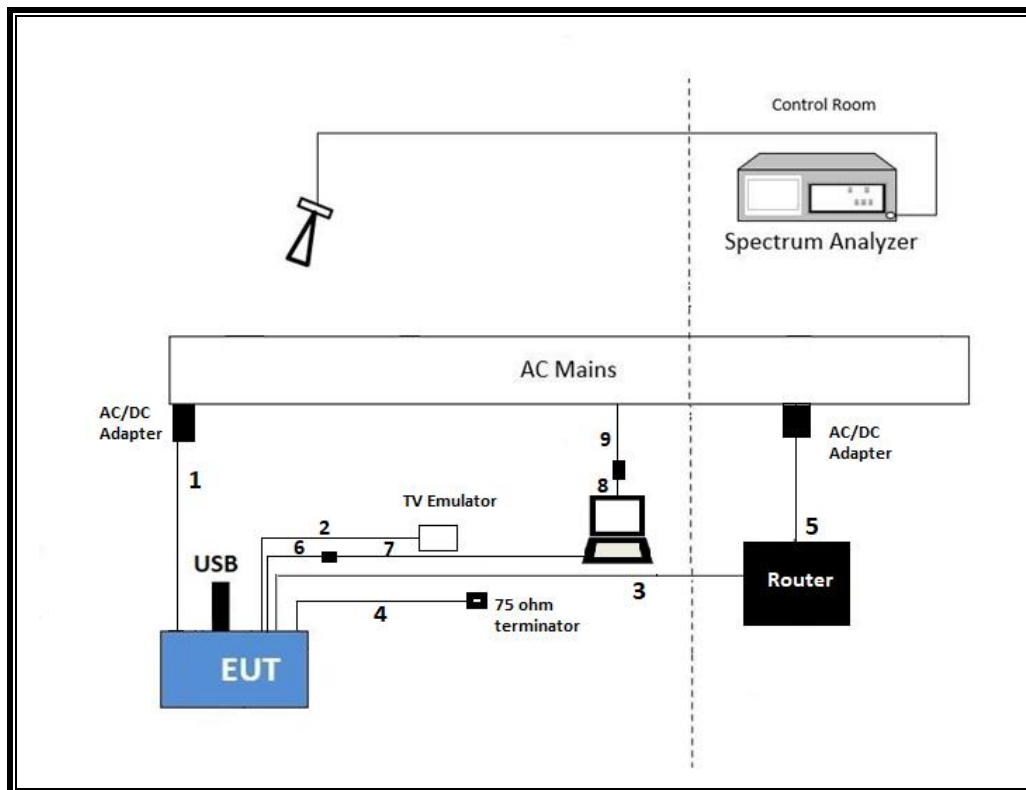 Control Room
Spectrum Analyzer
AC Mains
AC/DC
Adapter
AC/DC
Adapter
9
1
8
TV Emulator
2
5
6
7
USB
3
Router
4
75 ohm
terminator
EUT